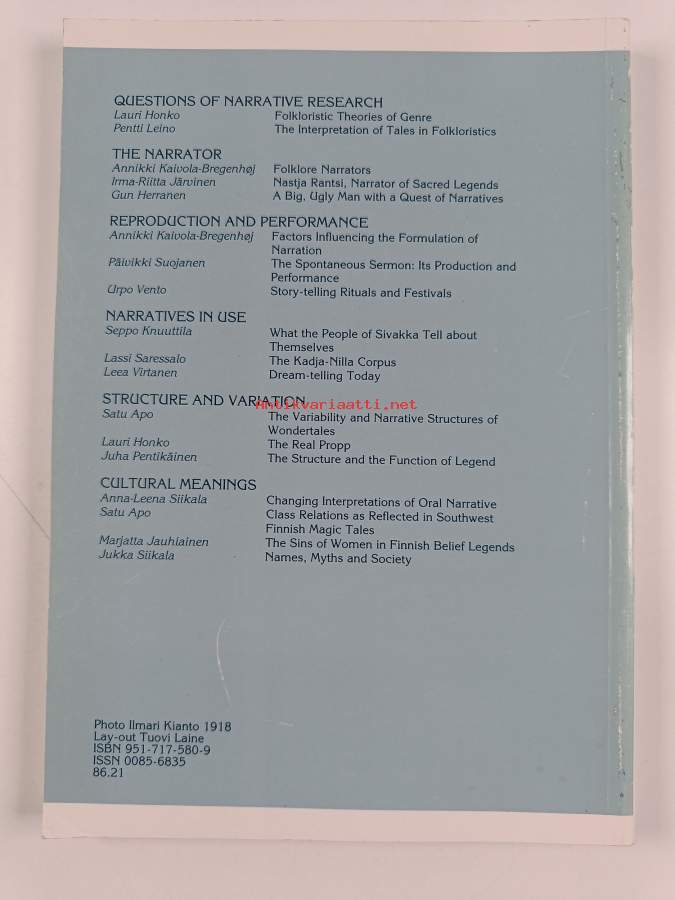 QUESTIONS OF NARRATIVE RESEARCH
Lauri Honko Folkloristic Theories of Genre
Pentti Leino The Interpretation of Tales in Folkloristics
THE NARRATOR
Annikki Kaivola-Bregenhøj Folklore Narrators
Irma-Riitta Järvinen Nastja Rantsi, Narrator of Sacred Legends
Gun Herranen A Big, Ugly Man with a Quest of Narratives
REPRODUCTION AND PERFORMANCE
Annikki Kaivola-Bregenhøj Factors Influencing the Formulation of
Narration
Päivikki Suojanen The Spontaneous Sermon: Its Production and
Performance
Urpo Vento Story-telling Rituals and Festivals
NARRATIVES IN USE
Seppo Knuuttila What the People of Sivakka Tell about
Themselves
Lassi Saressalo The Kadja-Nilla Corpus
Leea Virtanen Dream-telling Today
STRUCTURE AND VARIATION
Antikvariaatti.net
Satu Apo The Variability and Narrative Structures of
Wondertales
Lauri Honko The Real Propp
Juha Pentikäinen The Structure and the Function of Legend
CULTURAL MEANINGS
Anna-Leena Siikala Changing Interpretations of Oral Narrative
Satu Apo Class Relations as Reflected in Southwest
Finnish Magic Tales
Marjatta Jauhiainen The Sins of Women in Finnish Belief Legends
Jukka Siikala Names, Myths and Society
Photo Ilmari Kianto 1918
Lay-out Tuovi Laine
ISBN 951-717-580-9
ISSN 0085-6835
86.21